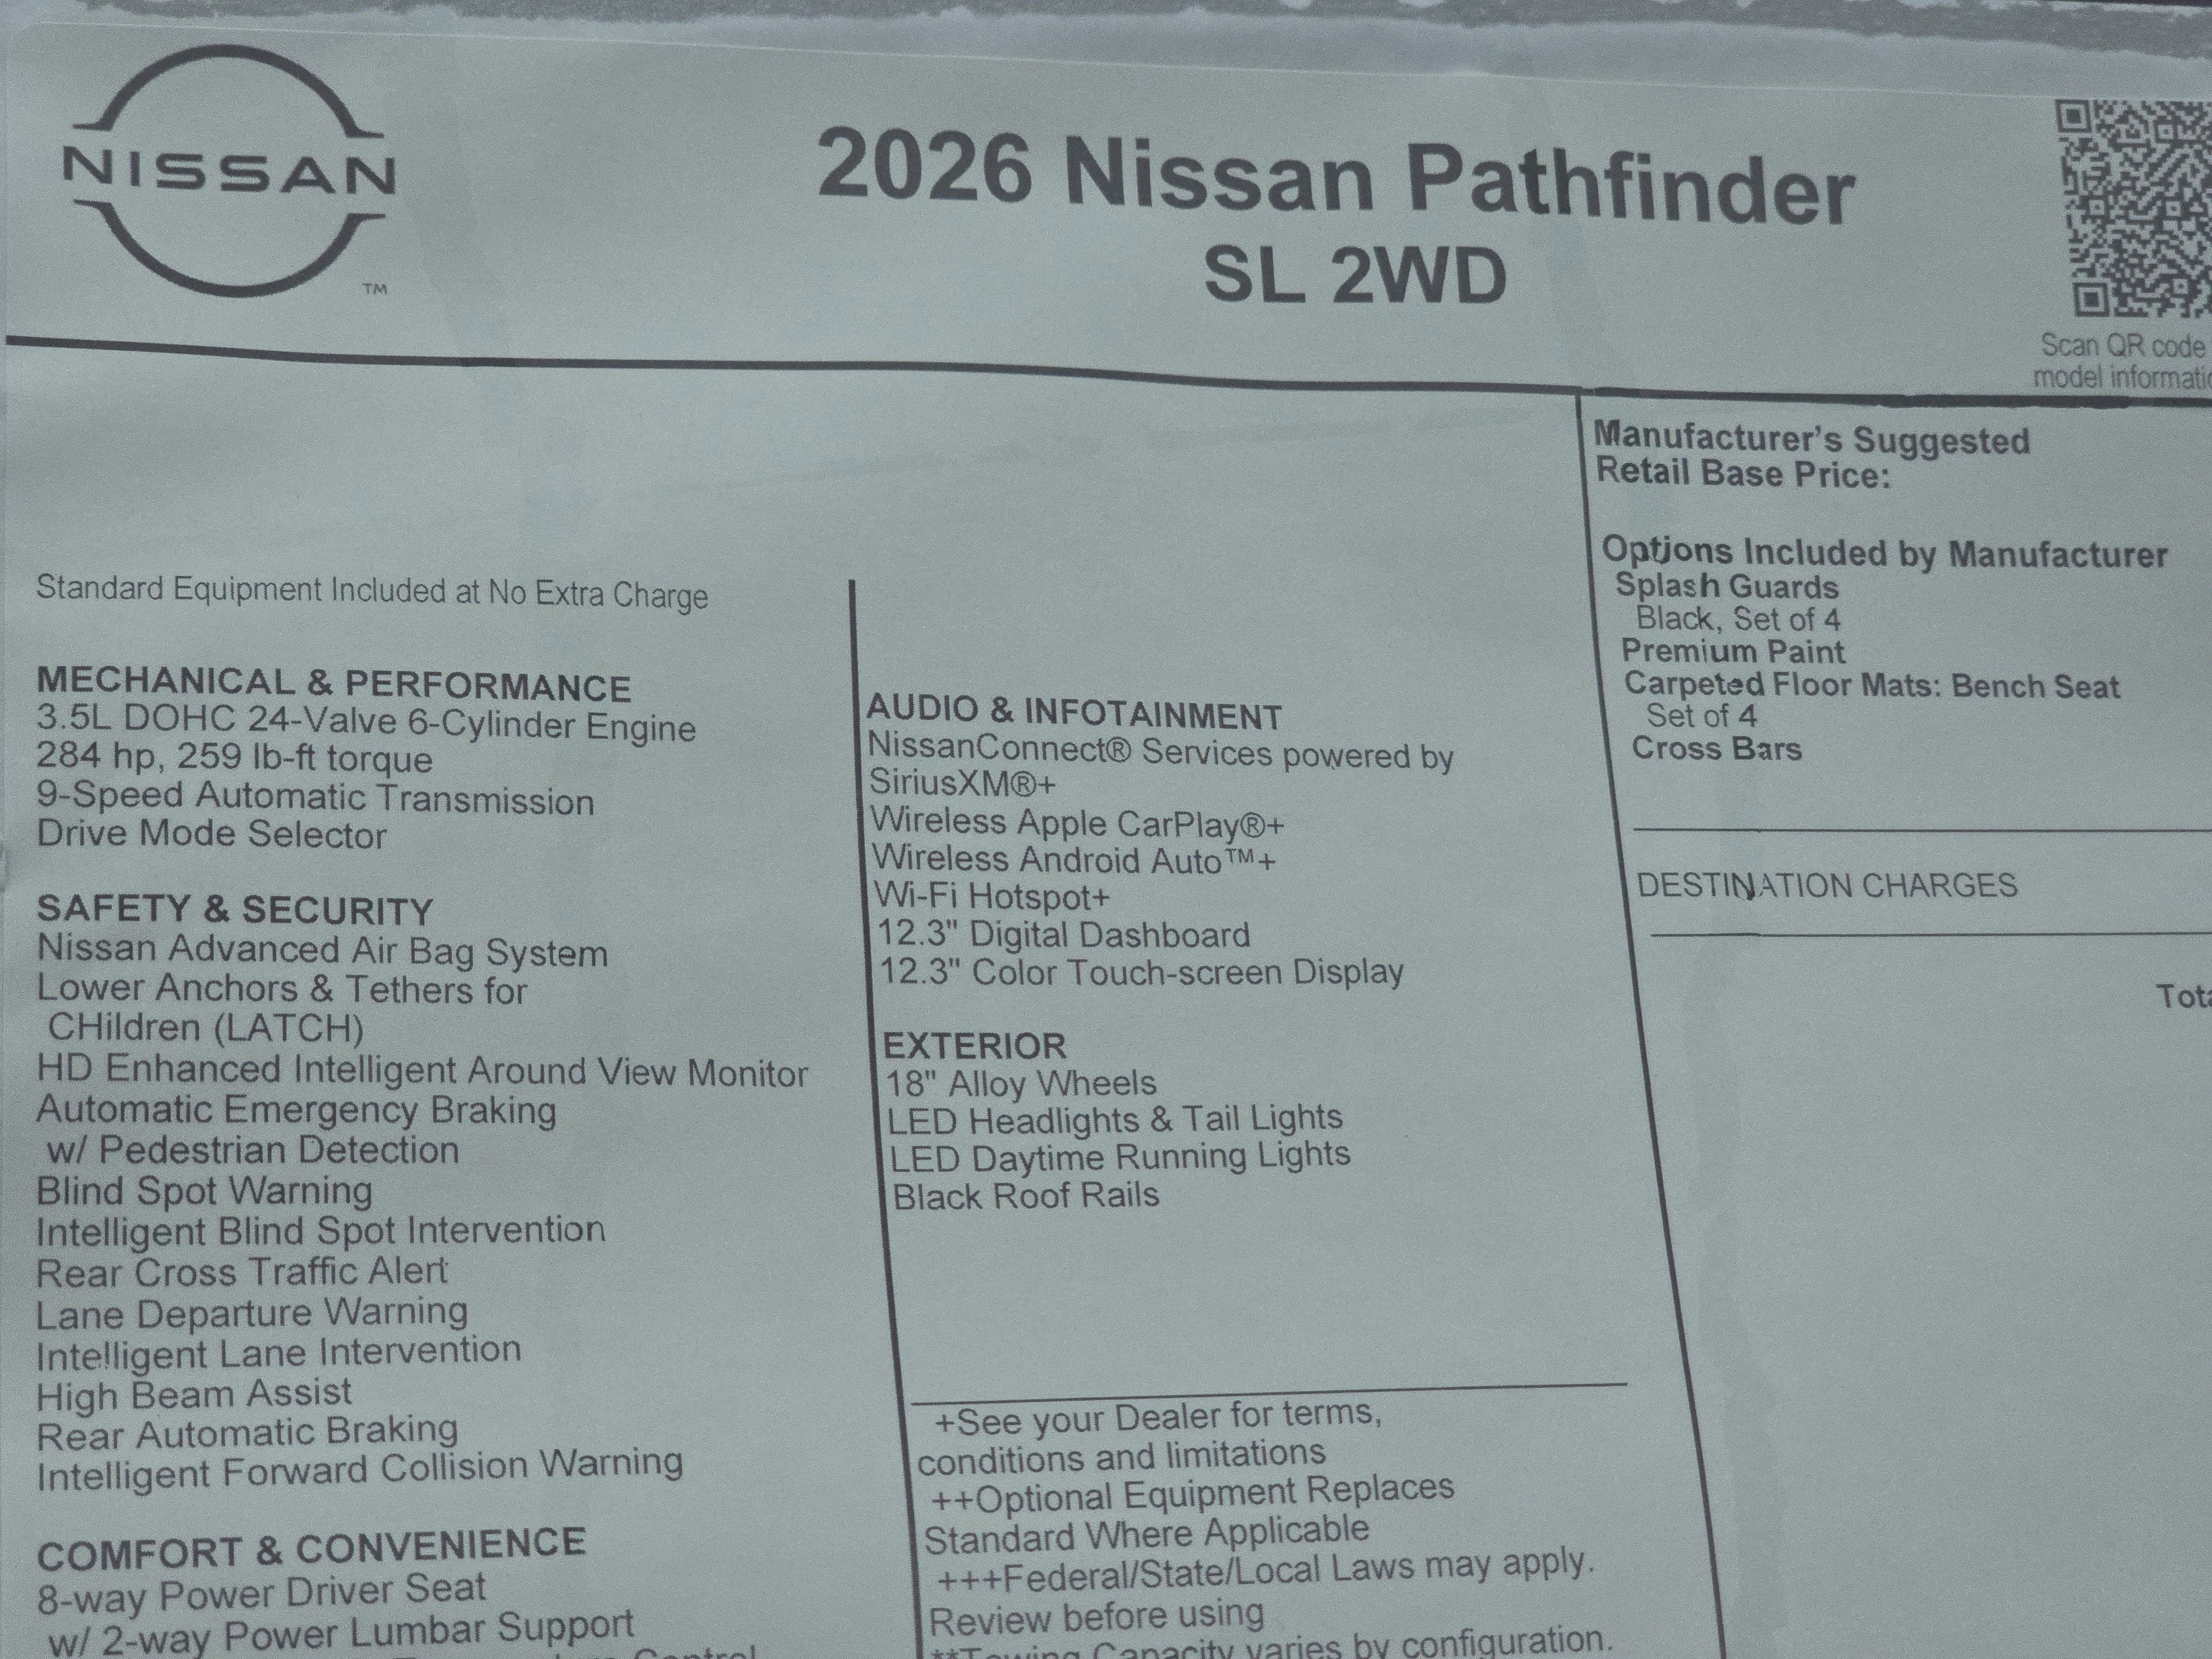 NISSAN
TM
2026 Nissan Pathfinder
SL 2WD
Scan QR code
model
Standard Equipment Included at No Extra Charge
MECHANICAL & PERFORMANCE
3.5L DOHC 24-Valve 6-Cylinder Engine
284 hp, 259 lb-ft torque
9-Speed Automatic Transmission
Drive Mode Selector
SAFETY & SECURITY
Nissan Advanced Air Bag System
Lower Anchors & Tethers for
CHildren (LATCH)
HD Enhanced Intelligent Around View Monitor
Automatic Emergency Braking
w/ Pedestrian Detection
Blind Spot Warning
Intelligent Blind Spot Intervention
Rear Cross Traffic Alert
Lane Departure Warning
Intelligent Lane Intervention
High Beam Assist
Rear Automatic Braking
Intelligent Forward Collision Warning
COMFORT & CONVENIENCE
8-way Power Driver Seat
w/ 2-way Power Lumbar Support
Control
AUDIO & INFOTAINMENT
NissanConnect® Services powered by
SiriusXM®+
Wireless Apple CarPlay®+
Wireless Android Auto™+
Wi-Fi Hotspot+
12.3" Digital Dashboard
12.3" Color Touch-screen Display
EXTERIOR
18" Alloy Wheels
LED Headlights & Tail Lights
LED Daytime Running Lights
Black Roof Rails
+See your Dealer for terms,
conditions and limitations
++Optional Equipment Replaces
Standard Where Applicable
+++Federal/State/Local Laws may apply.
Review before using
**Towing Capacity varies by configuration.
Manufacturer's Suggested
Retail Base Price:
Options Included by Manufacturer
Splash Guards
Black, Set of 4
Premium Paint
Carpeted Floor Mats: Bench Seat
Set of 4
Cross Bars
DESTINATION CHARGES